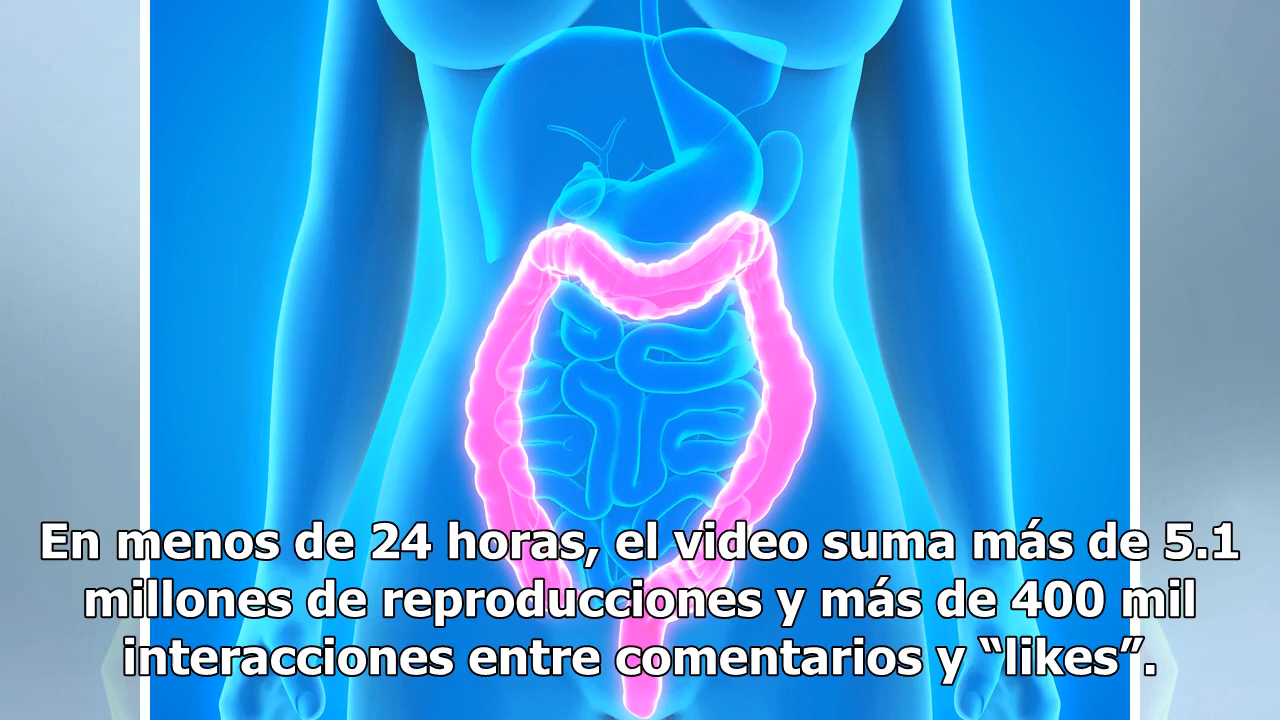 En menos de 24 horas, el video suma más de 5.1
millones de reproducciones y más de 400 mil
interacciones entre comentarios y “likes”.